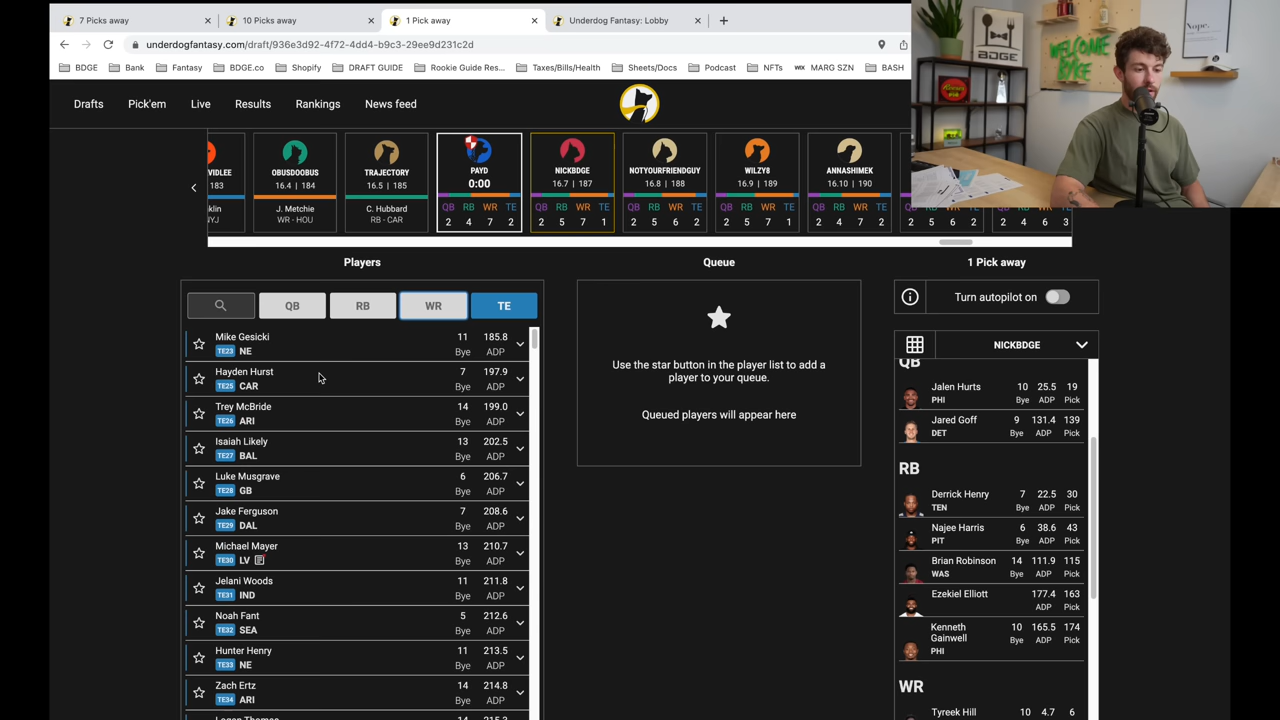 7 Picks away
10 Picks away
1 Pick away
Underdog Fantasy: Lobby
underdogfantasy.com/draft/936e3d92-4f72-4dd4-b9c3-29ee9d231c2d
BDGE
Bank
Fantasy
BDGE.co
Shopify
DRAFT GUIDE
Rookie Guide Res...
Taxes/Bills/Health
Sheets/Docs
Podcast
NFTs
WIX MARG SZN
BASH
Drafts
Pick'em
Live
Results
Rankings
News feed
BDGE
WELCOME
Nope.
VIDLEE
183
OBUSDOOBUS
16.4 | 184
J. Metchie
WR - HOU
TRAJECTORY
16.5 | 185
C. Hubbard
RB - CAR
PAYD
0:00
QB RB WR TE
2 4 7 2
NICKBDGE
16.7 | 187
QB RB WR TE
2 5 7 1
NOTYOURFRIENDGUY
16.8 | 188
QB RB WR TE
2 5 6 2
WILZY8
16.9 | 189
QB RB WR TE
2 5 7 1
ANNASHIMEK
16.10 | 190
QB RB WR TE
2 4 7 2
2 4 6 3
Players
Queue
1 Pick away
QB
RB
WR
TE
Mike Gesicki 11 185.8
TE23 NE Bye ADP
Hayden Hurst 7 197.9
TE25 CAR Bye ADP
Trey McBride 14 199.0
TE26 ARI Bye ADP
Isaiah Likely 13 202.5
TE27 BAL Bye ADP
Luke Musgrave 6 206.7
TE28 GB Bye ADP
Jake Ferguson 7 208.6
TE29 DAL Bye ADP
Michael Mayer 13 210.7
TE30 LV Bye ADP
Jelani Woods 11 211.8
TE31 IND Bye ADP
Noah Fant 5 212.6
TE32 SEA Bye ADP
Hunter Henry 11 213.5
TE33 NE Bye ADP
Zach Ertz 14 214.8
TE34 ARI Bye ADP
Logan Thomas 14 215.3
Use the star button in the player list to add a
player to your queue.
Queued players will appear here
Turn autopilot on
NICKBDGE
QB
Jalen Hurts 10 25.5 19
PHI Bye ADP Pick
Jared Goff 9 131.4 139
DET Bye ADP Pick
RB
Derrick Henry 7 22.5 30
TEN Bye ADP Pick
Najee Harris 6 38.6 43
PIT Bye ADP Pick
Brian Robinson 14 111.9 115
WAS Bye ADP Pick
Ezekiel Elliott 177.4 163
ADP Pick
Kenneth
Gainwell 10 165.5 174
PHI Bye ADP Pick
WR
Tyreek Hill 10 4.7 6